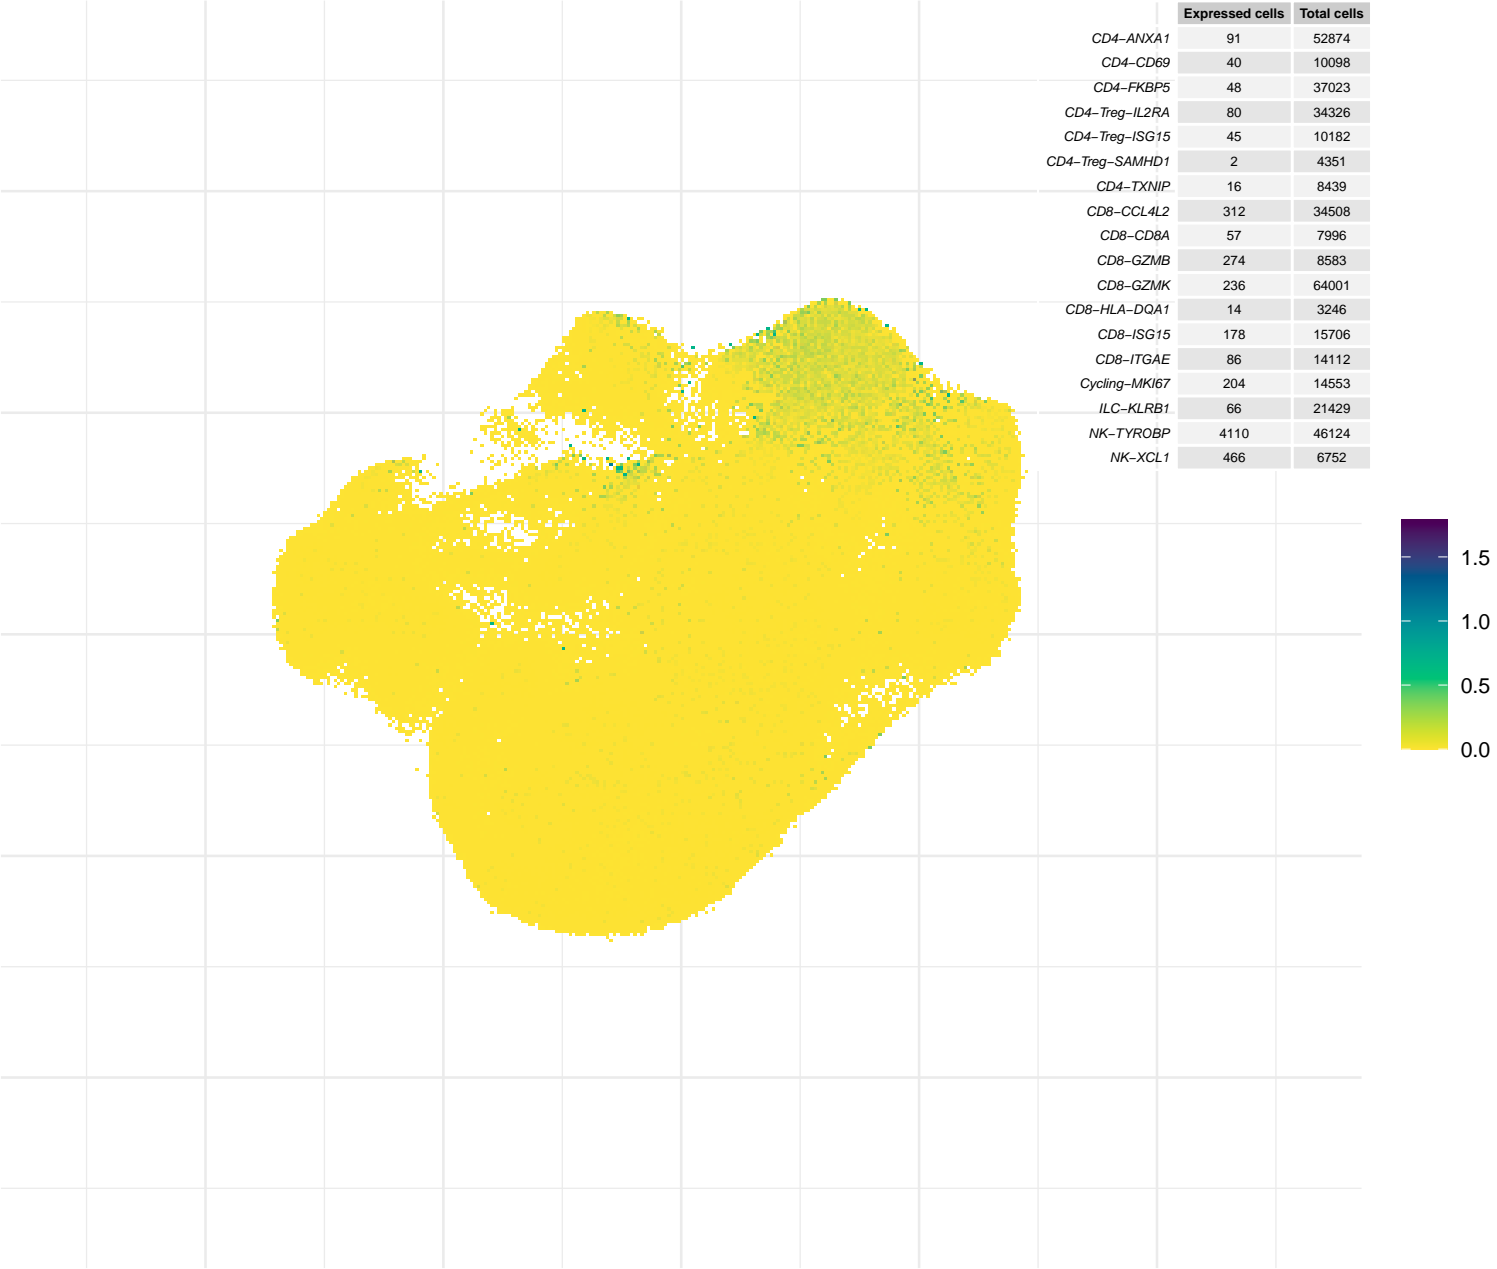 Expressed cells Total cells
CD4−ANXA1 91 52874
CD4−CD69 40 10098
CD4−FKBP5 48 37023
CD4−Treg−IL2RA 80 34326
CD4−Treg−ISG15 45 10182
CD4−Treg−SAMHD1 2 4351
CD4−TXNIP 16 8439
CD8−CCL4L2 312 34508
CD8−CD8A 57 7996
CD8−GZMB 274 8583
CD8−GZMK 236 64001
CD8−HLA−DQA1 14 3246
CD8−ISG15 178 15706
CD8−ITGAE 86 14112
Cycling−MKI67 204 14553
ILC−KLRB1 66 21429
NK−TYROBP 4110 46124
NK−XCL1 466 6752
1.5
1.0
0.5
0.0